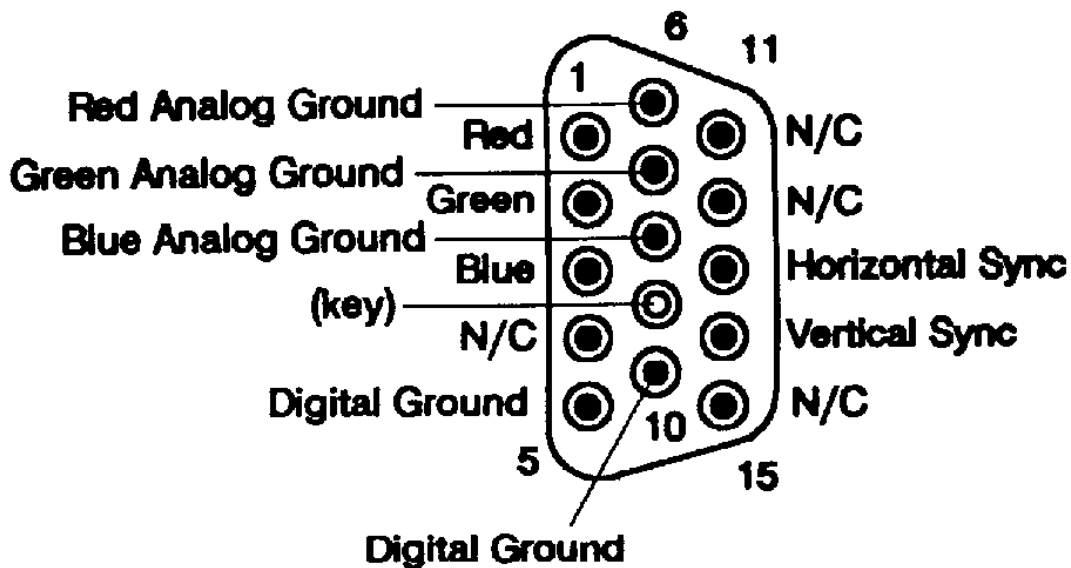 6
11
1
Red Analog Ground
Red
N/C
Green Analog Ground
Green
N/C
Blue Analog Ground
Blue
Horizontal Sync
(key)
N/C
Vertical Sync
Digital Ground
10
N/C
5
15
Digital Ground